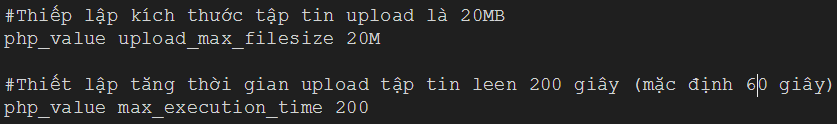 #Thiếp lập kích thước tập tin upload là 20MB
php_value upload_max_filesize 20M
#Thiết lập tăng thời gian upload tập tin leen 200 giây (mặc định 60 giây)
php_value max_execution_time 200